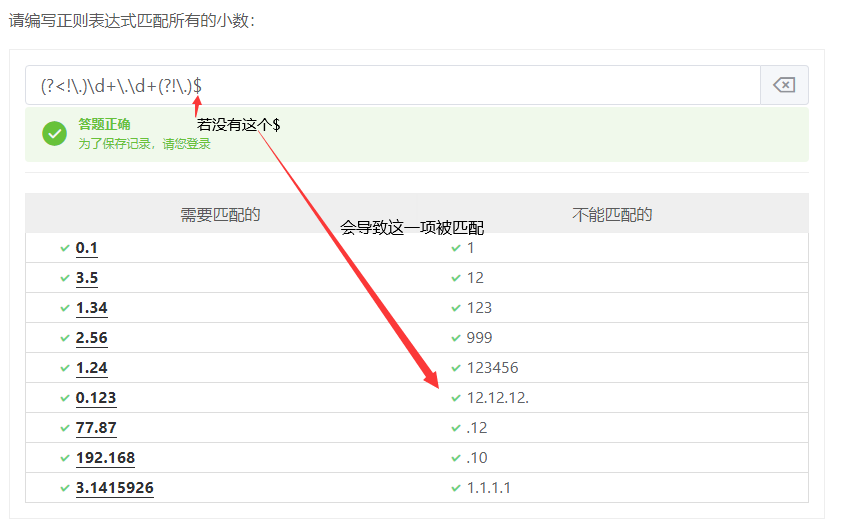 请编写正则表达式匹配所有的小数：
(?<!\.)\d+\.\d+(?!\.)$
答题正确
若没有这个$
为了保存记录，请您登录
需要匹配的 不能匹配的
会导致这一项被匹配
0.1 1
3.5 12
1.34 123
2.56 999
1.24 123456
0.123 12.12.12.
77.87 .12
192.168 .10
3.1415926 1.1.1.1